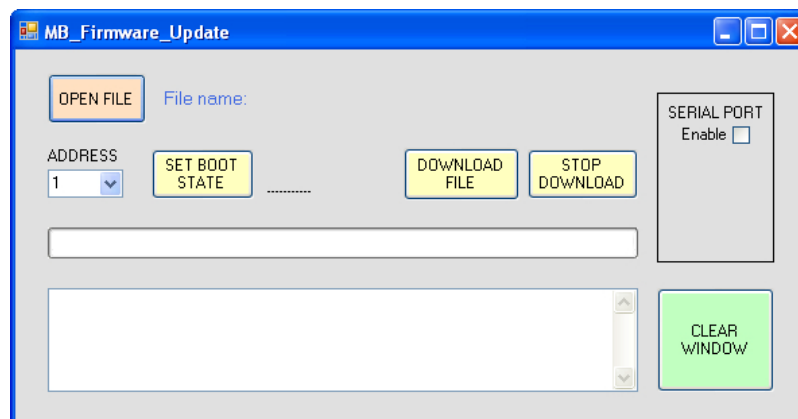 MB_Firmware_Update
OPEN FILE
File name:
SERIAL PORT
Enable
ADDRESS
1
SET BOOT
STATE
-----------
DOWNLOAD
FILE
STOP
DOWNLOAD
CLEAR
WINDOW